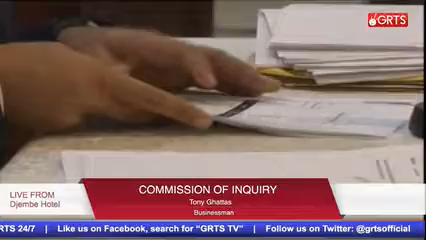 GRTS
LIVE FROM
Djembe Hotel
COMMISSION OF INQUIRY
Tony Ghattas
Businessman
RTS 24/7 | Like us on Facebook, search for "GRTS TV" | Follow us on Twitter: @grtsofficial